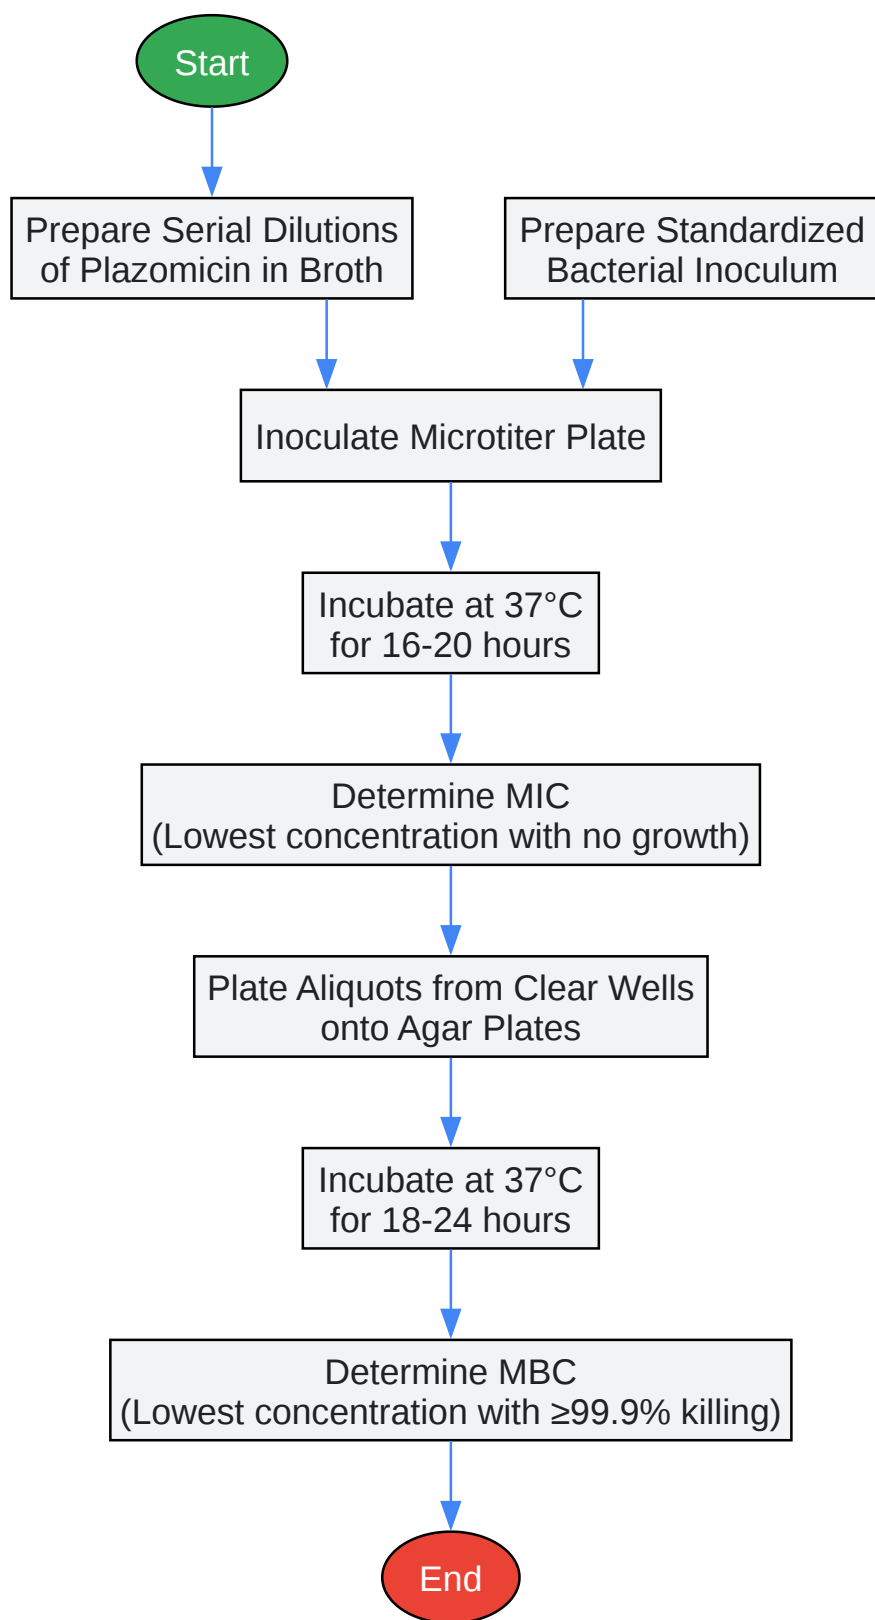 Start
Prepare Serial Dilutions
of Plazomicin in Broth
Prepare Standardized
Bacterial Inoculum
Inoculate Microtiter Plate
Incubate at 37°C
for 16-20 hours
Determine MIC
(Lowest concentration with no growth)
Plate Aliquots from Clear Wells
onto Agar Plates
Incubate at 37°C
for 18-24 hours
Determine MBC
(Lowest concentration with ≥99.9% killing)
End